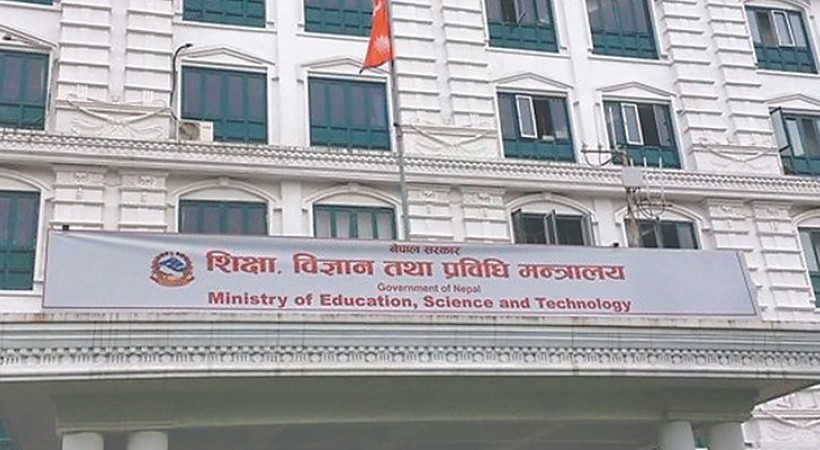 नेपाल सरकार
शिक्षा, विज्ञान तथा प्रविधि मन्त्रालय
Government of Nepal
Ministry of Education, Science and Technology